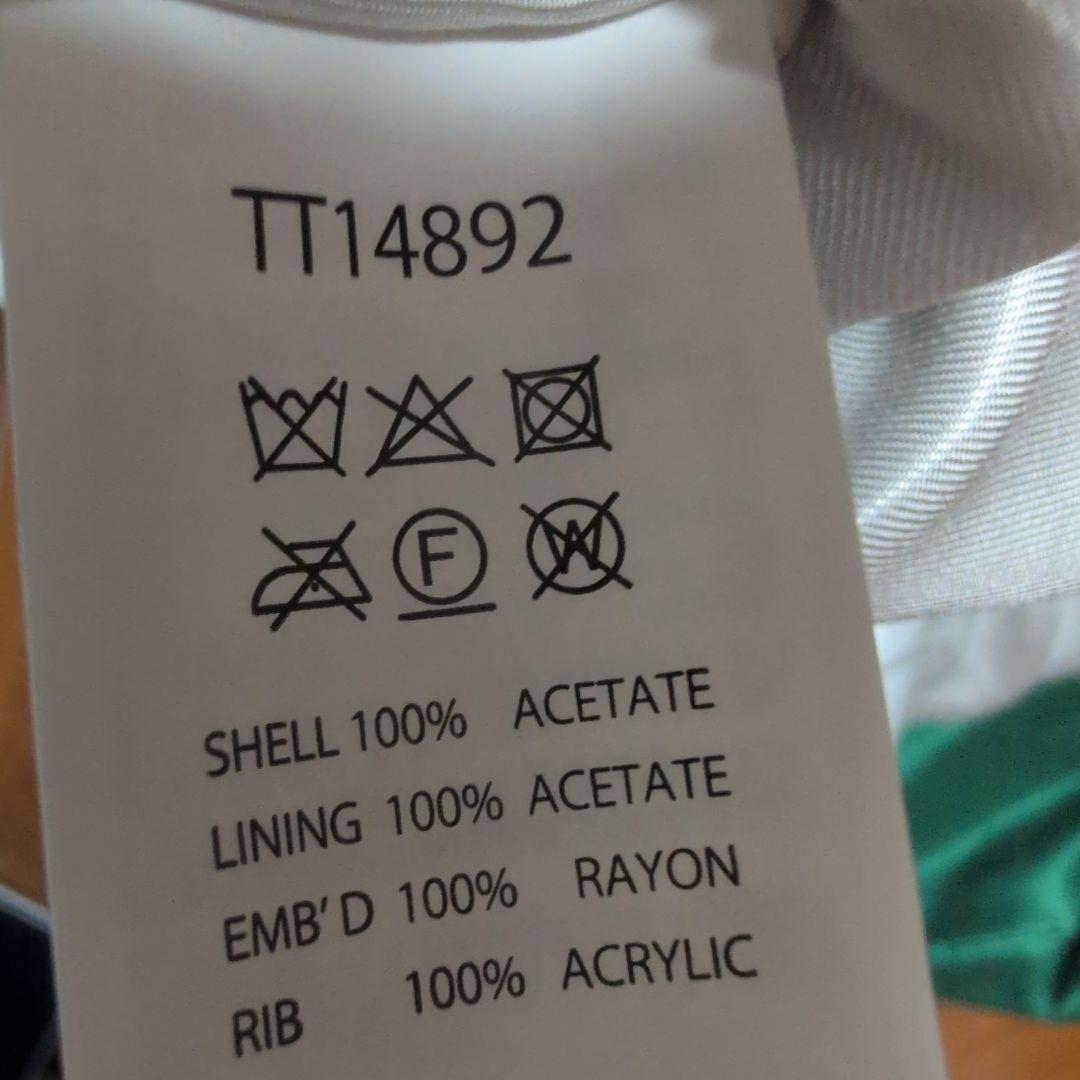 TT14892
F W
SHELL 100% ACETATE
LINING 100% ACETATE
EMB'D 100% RAYON
RIB 100% ACRYLIC